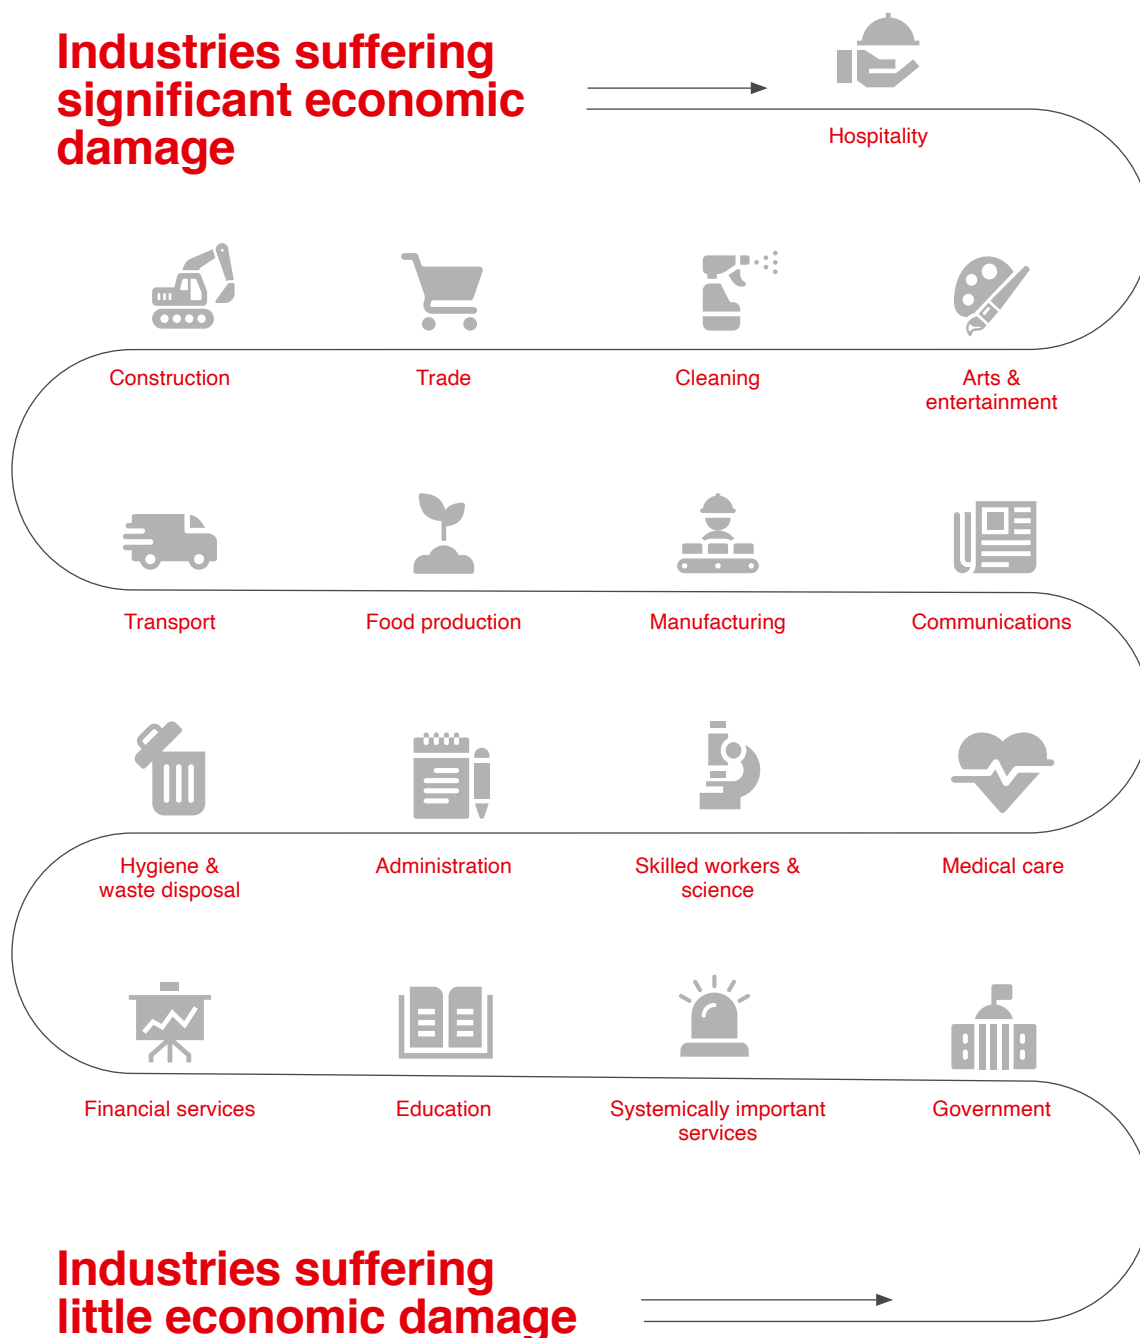 Industries suffering
significant economic
damage
Hospitality
Construction
Trade
Cleaning
Arts &
entertainment
Transport
Food production
Manufacturing
Communications
Hygiene &
waste disposal
Administration
Skilled workers &
science
Medical care
Financial services
Education
Systemically important
services
Government
Industries suffering
little economic damage